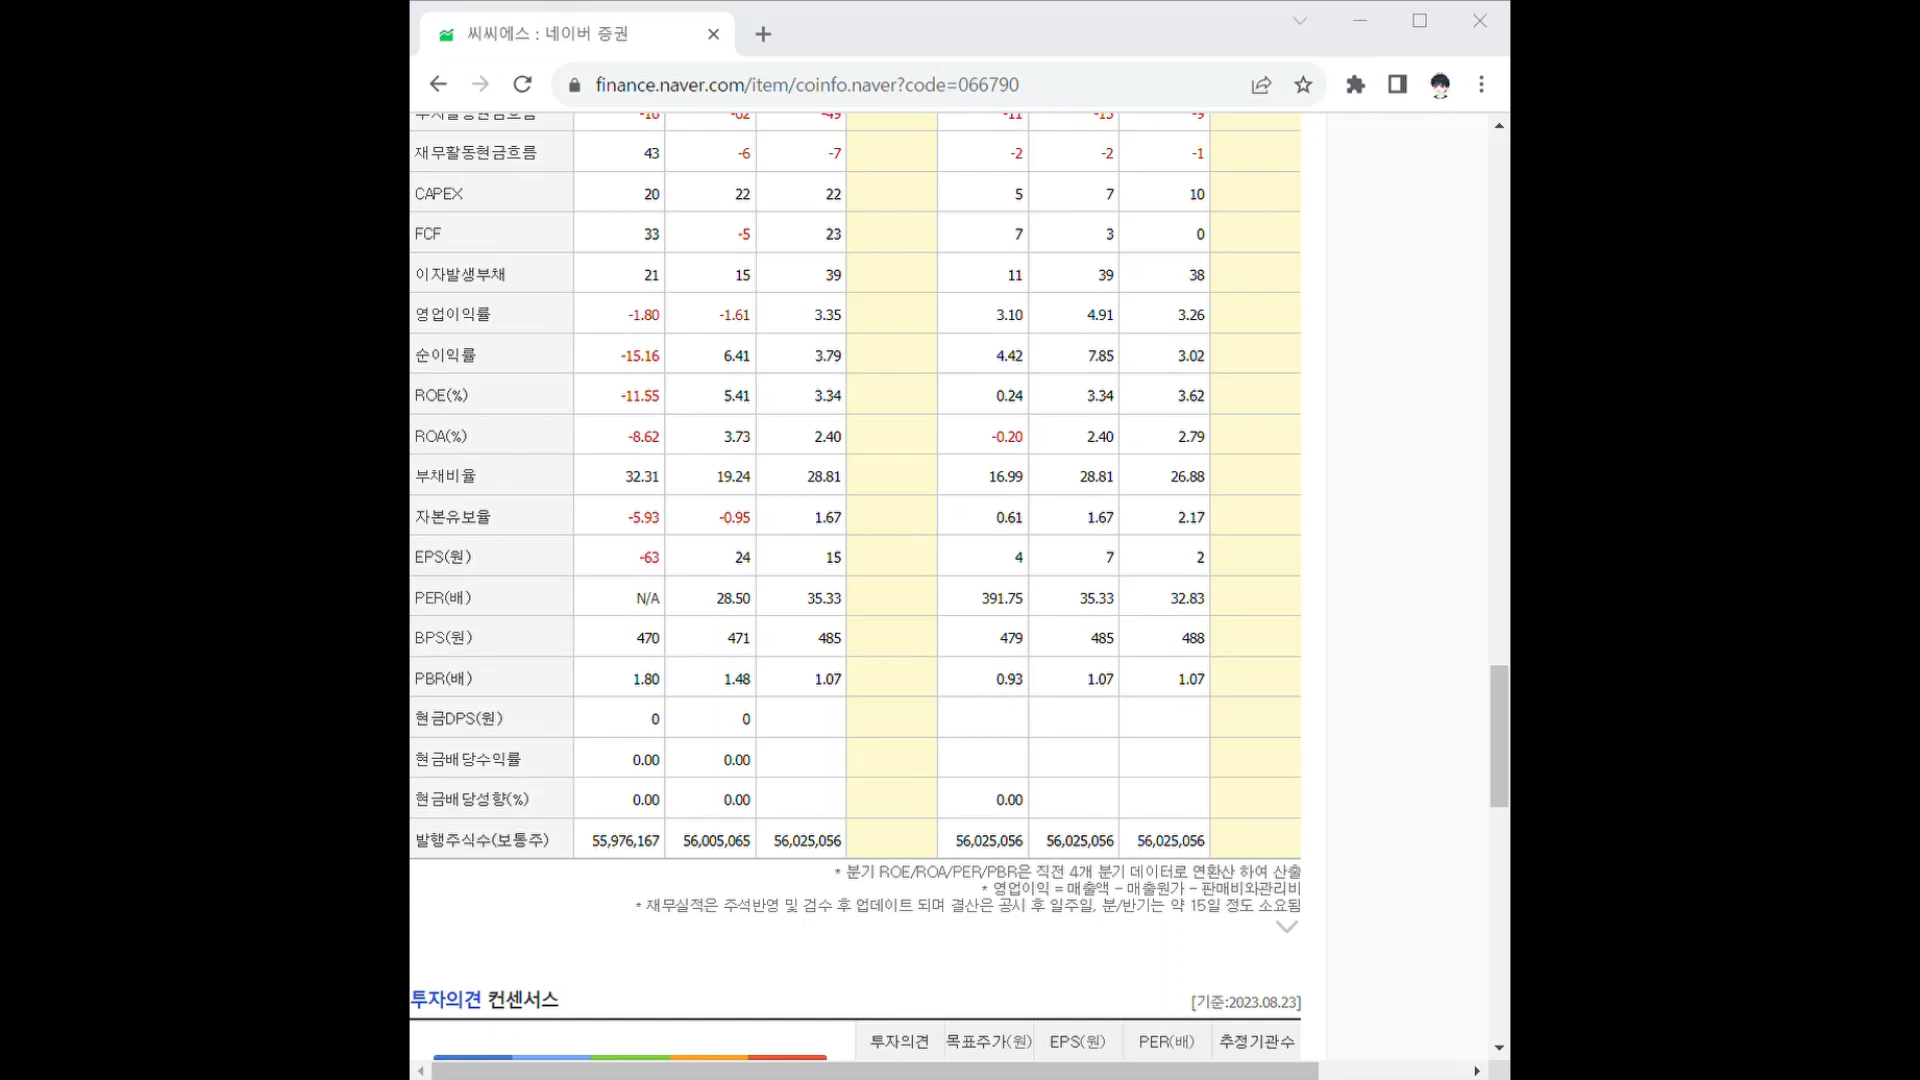 씨씨에스 : 네이버 증권
finance.naver.com/item/coinfo.naver?code=066790
투자활동현금흐름 -16 -62 -49 -11 -15 -9
재무활동현금흐름 43 -6 -7 -2 -2 -1
CAPEX 20 22 22 5 7 10
FCF 33 -5 23 7 3 0
이자발생부채 21 15 39 11 39 38
영업이익률 -1.80 -1.61 3.35 3.10 4.91 3.26
순이익률 -15.16 6.41 3.79 4.42 7.85 3.02
ROE(%) -11.55 5.41 3.34 0.24 3.34 3.62
ROA(%) -8.62 3.73 2.40 -0.20 2.40 2.79
부채비율 32.31 19.24 28.81 16.99 28.81 26.88
자본유보율 -5.93 -0.95 1.67 0.61 1.67 2.17
EPS(원) -63 24 15 4 7 2
PER(배) N/A 28.50 35.33 391.75 35.33 32.83
BPS(원) 470 471 485 479 485 488
PBR(배) 1.80 1.48 1.07 0.93 1.07 1.07
현금DPS(원) 0 0
현금배당수익률 0.00 0.00
현금배당성향(%) 0.00 0.00 0.00
발행주식수(보통주) 55,976,167 56,005,065 56,025,056 56,025,056 56,025,056 56,025,056
* 분기 ROE/ROA/PER/PBR은 직전 4개 분기 데이터로 연환산 하여 산출
* 영업이익 = 매출액 - 매출원가 - 판매비와관리비
* 재무실적은 주석반영 및 검수 후 업데이트 되며 결산은 공시 후 일주일, 분/반기는 약 15일 정도 소요됨
투자의견 컨센서스 [기준:2023.08.23]
투자의견 목표주가(원) EPS(원) PER(배) 추정기관수